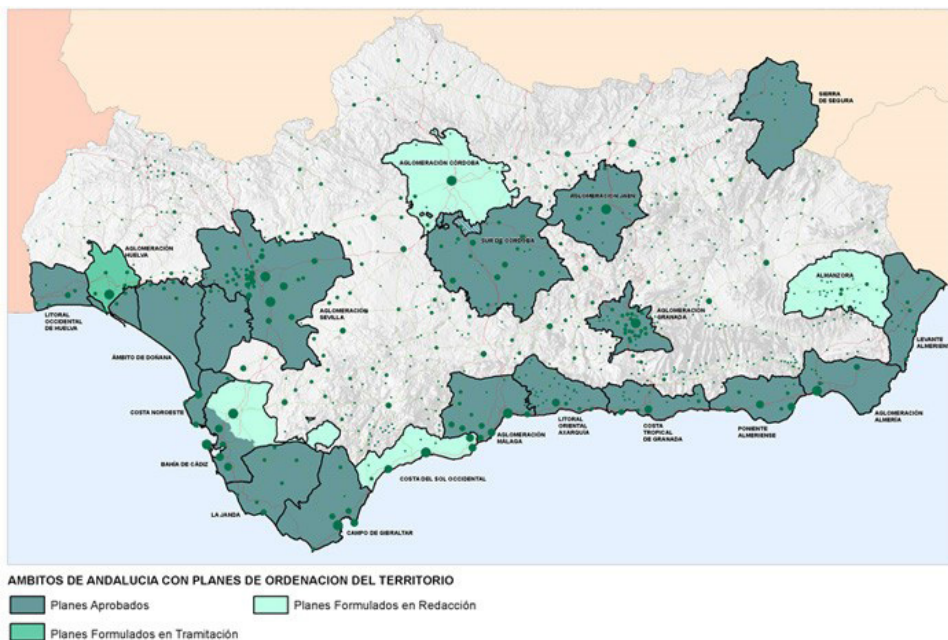 SIERRA
DE SEGURA
AGLOMERACIÓN CÓRDOBA
AGLOMERACIÓN JAEN
SUR DE CÓRDOBA
AGLOMERACIÓN
HUELVA
ALMANZORA
LITORAL
OCCIDENTAL
DE HUELVA
AGLOMERACIÓN
SEVILLA
AGLOMERACIÓN
GRANADA
LEVANTE
ALMERIENSE
ÁMBITO DE DOÑANA
COSTA NOROESTE
AGLOMERACIÓN
MÁLAGA
LITORAL
ORIENTAL
AXARQUÍA
COSTA
TROPICAL
DE GRANADA
PONIENTE
ALMERIENSE
AGLOMERACIÓN
ALMERÍA
BAHÍA DE CÁDIZ
COSTA DEL SOL OCCIDENTAL
LA JANDA
CAMPO DE GIBRALTAR
AMBITOS DE ANDALUCIA CON PLANES DE ORDENACION DEL TERRITORIO
Planes Aprobados
Planes Formulados en Redacción
Planes Formulados en Tramitación